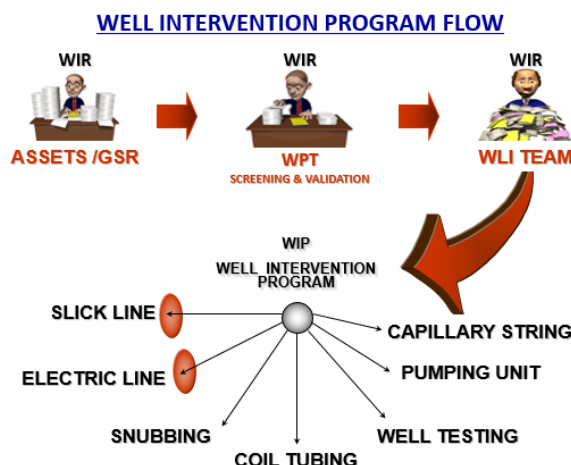 WELL INTERVENTION PROGRAM FLOW
WIR
WIR
WIR
ASSETS /GSR
WPT
SCREENING & VALIDATION
WLI TEAM
WIP
WELL INTERVENTION
PROGRAM
SLICK LINE
CAPILLARY STRING
ELECTRIC LINE
PUMPING UNIT
SNUBBING
WELL TESTING
COIL TUBING